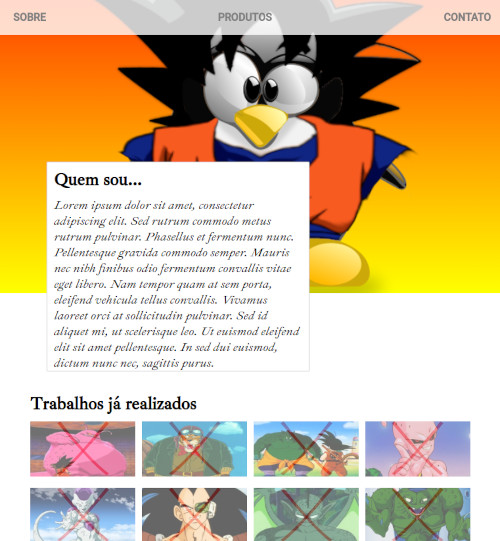 SOBRE PRODUTOS CONTATO
Quem sou...
Lorem ipsum dolor sit amet, consectetur
adipiscing elit. Sed rutrum commodo metus
rutrum pulvinar. Phasellus et fermentum nunc.
Pellentesque gravida commodo semper. Mauris
nec nibh finibus odio fermentum convallis vitae
eget libero. Nam tempor quam at sem porta,
eleifend vehicula tellus convallis. Vivamus
laoreet orci at sollicitudin pulvinar. Sed id
aliquet mi, ut scelerisque leo. Ut euismod eleifend
elit sit amet pellentesque. In sed dui euismod,
dictum nunc nec, sagittis purus.
Trabalhos já realizados